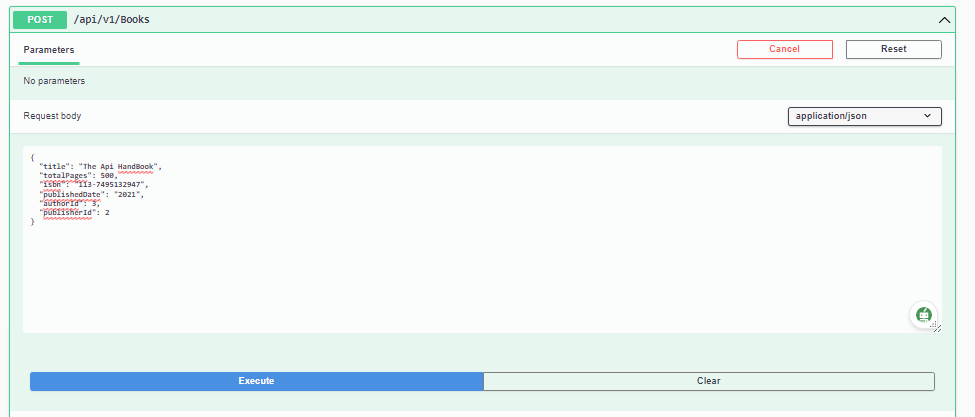 POST /api/v1/Books
Parameters Cancel Reset
No parameters
Request body application/json
{
"title": "The Api HandBook",
"totalPages": 500,
"isbn": "113-7495132947",
"publishedDate": "2021",
"authorId": 3,
"publisherId": 2
}
Execute Clear